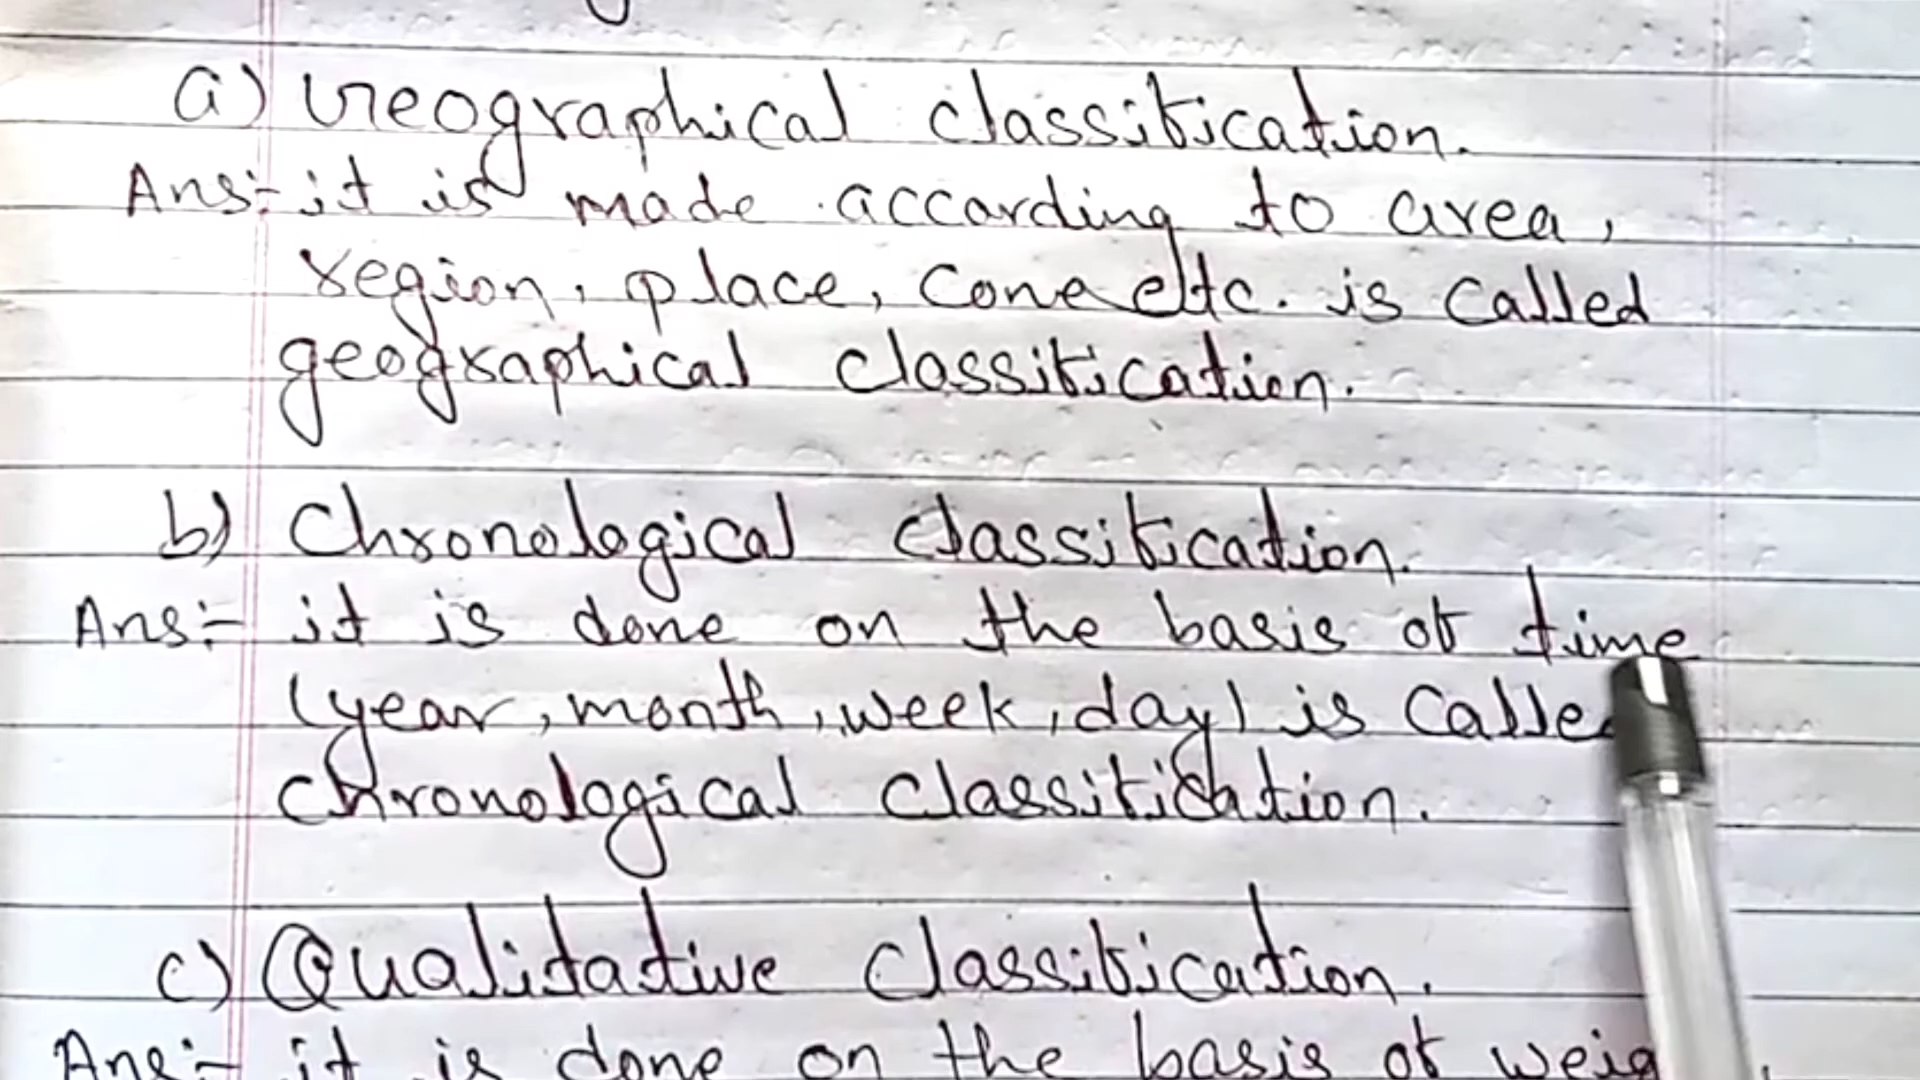 a) Geographical classification.
Ans:- it is made according to area,
region, place, cone etc. is called
geographical classification.
b) Chronological classification.
Ans:- it is done on the basis of time
(year, month, week, day) is called
chronological classification.
c) Qualitative classification.
Ans:- it is done on the basis of